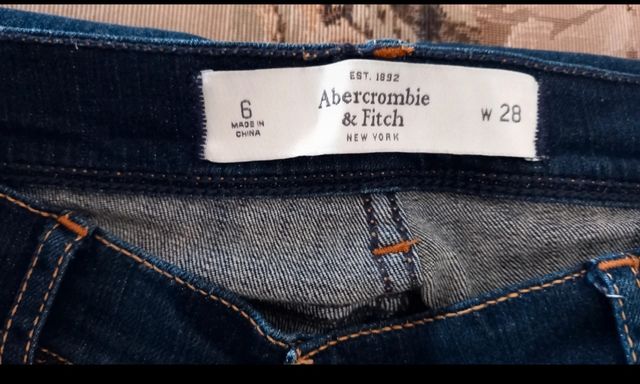 EST. 1892
6
Abercrombie
W 28
MADE IN
CHINA
& Fitch
NEW YORK